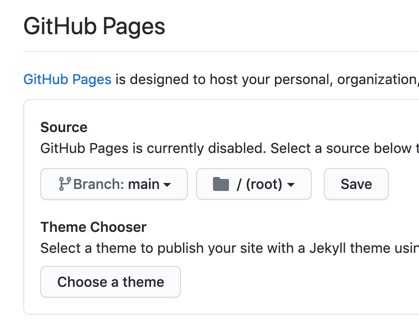 GitHub Pages
GitHub Pages is designed to host your personal, organization,
Source
GitHub Pages is currently disabled. Select a source below
Branch: main / (root) Save
Theme Chooser
Select a theme to publish your site with a Jekyll theme
Choose a theme